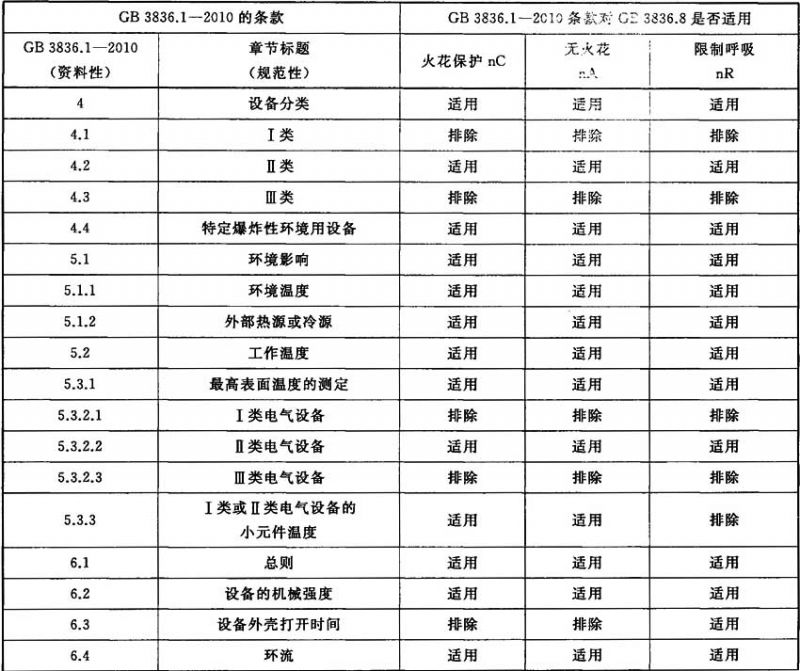 GB 3836.1—2010 的条款 GB 3836.1—2010 条款对 GB 3836.8 是否适用
GB 3836.1—2010 章节标题 火花保护 nC 无火花 限制呼吸
（资料性） （规范性） nA nR
4 设备分类 适用 适用 适用
4.1 Ⅰ类 排除 排除 排除
4.2 Ⅱ类 适用 适用 适用
4.3 Ⅲ类 排除 排除 排除
4.4 特定爆炸性环境用设备 适用 适用 适用
5.1 环境影响 适用 适用 适用
5.1.1 环境温度 适用 适用 适用
5.1.2 外部热源或冷源 适用 适用 适用
5.2 工作温度 适用 适用 适用
5.3.1 最高表面温度的测定 适用 适用 适用
5.3.2.1 Ⅰ类电气设备 排除 排除 排除
5.3.2.2 Ⅱ类电气设备 适用 适用 适用
5.3.2.3 Ⅲ类电气设备 排除 排除 排除
5.3.3 Ⅰ类或Ⅱ类电气设备的 适用 适用 排除
小元件温度
6.1 总则 适用 适用 适用
6.2 设备的机械强度 适用 适用 适用
6.3 设备外壳打开时间 排除 排除 适用
6.4 环流 适用 适用 适用